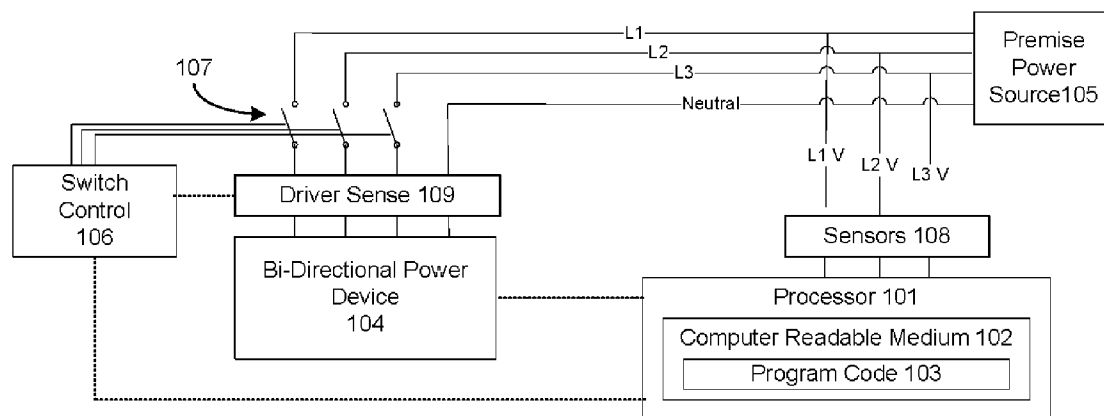 L1
L2
L3
Neutral
Premise
Power
Source105
107
L1 V
L2 V
L3 V
Switch
Control
106
Driver Sense 109
Sensors 108
Bi-Directional Power
Device
104
Processor 101
Computer Readable Medium 102
Program Code 103